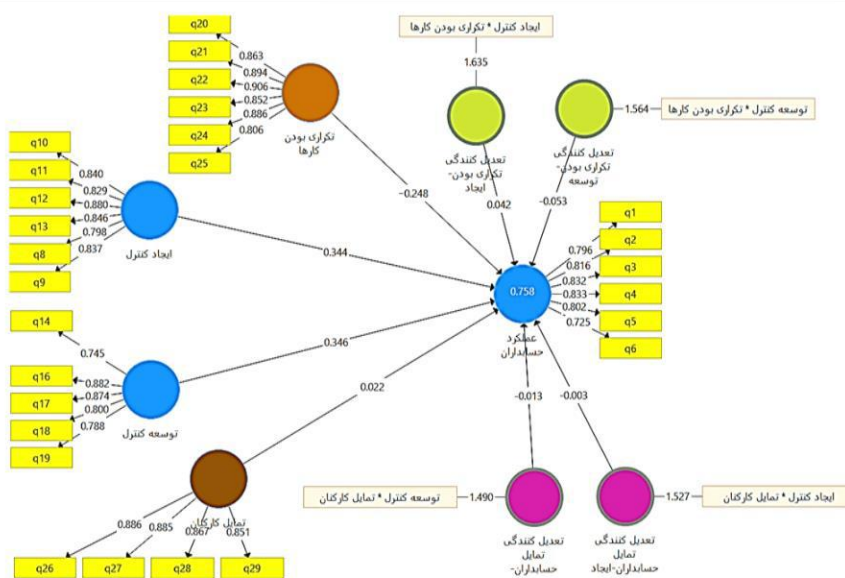 q20
q21
q22
q23
q24
q25
0.863
0.894
0.906
0.852
0.886
0.806
تکراری بودن
کارها
ایجاد کنترل * تکراری بودن کارها
1.635
تعدیل کنندگی
تکراری بودن-
ایجاد
توسعه کنترل * تکراری بودن کارها
1.564
تعدیل کنندگی
تکراری بودن-
توسعه
q10
q11
q12
q13
q8
q9
0.840
0.829
0.880
0.846
0.798
0.837
ایجاد کنترل
-0.248
0.042
-0.053
0.344
0.346
0.022
-0.013
-0.003
0.758
عملکرد
حسابداران
q1
q2
q3
q4
q5
q6
0.796
0.816
0.832
0.833
0.802
0.725
q14
q16
q17
q18
q19
0.745
0.882
0.874
0.800
0.788
توسعه کنترل
تمایل کارکنان
0.886
0.885
0.867
0.851
q26
q27
q28
q29
توسعه کنترل * تمایل کارکنان
1.490
تعدیل کنندگی
تمایل
حسابداران-
ایجاد کنترل * تمایل کارکنان
1.527
تعدیل کنندگی
تمایل
حسابداران-ایجاد